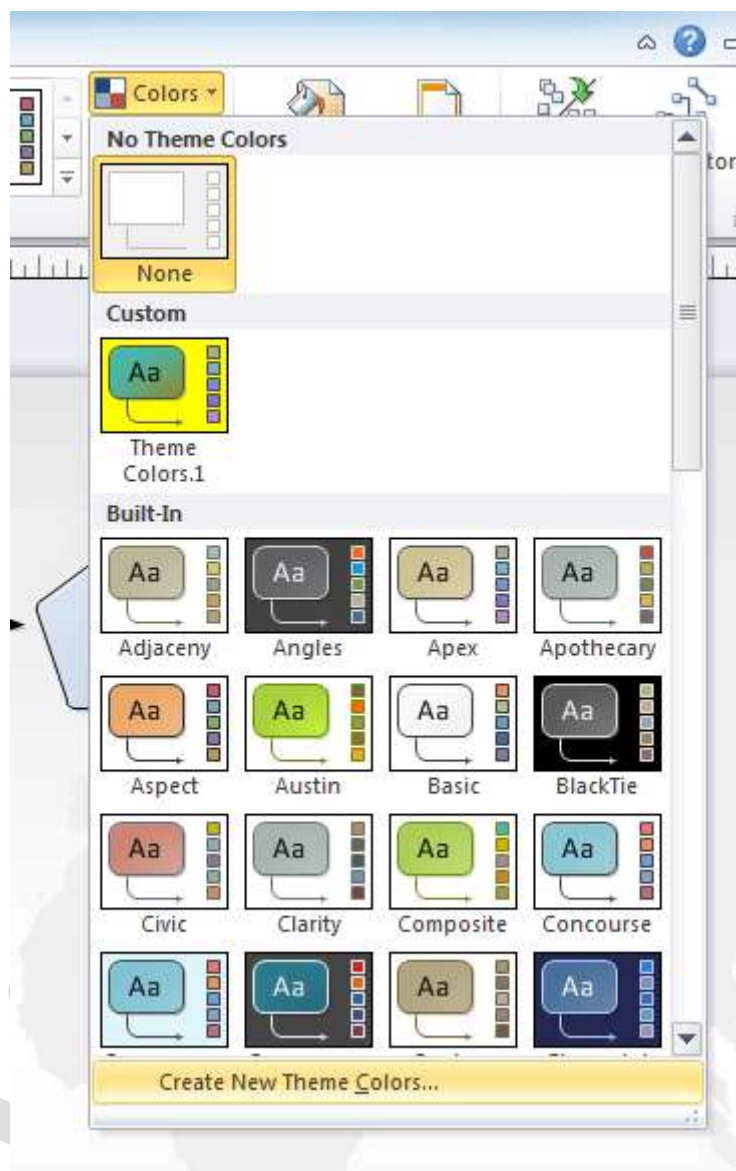 Colors
No Theme Colors
tor
None
Custom
Aa
Theme
Colors.1
Built-In
Aa Aa Aa Aa
Adjaceny Angles Apex Apothecary
Aa Aa Aa Aa
Aspect Austin Basic BlackTie
Aa Aa Aa Aa
Civic Clarity Composite Concourse
Aa Aa Aa Aa
Create New Theme Colors...